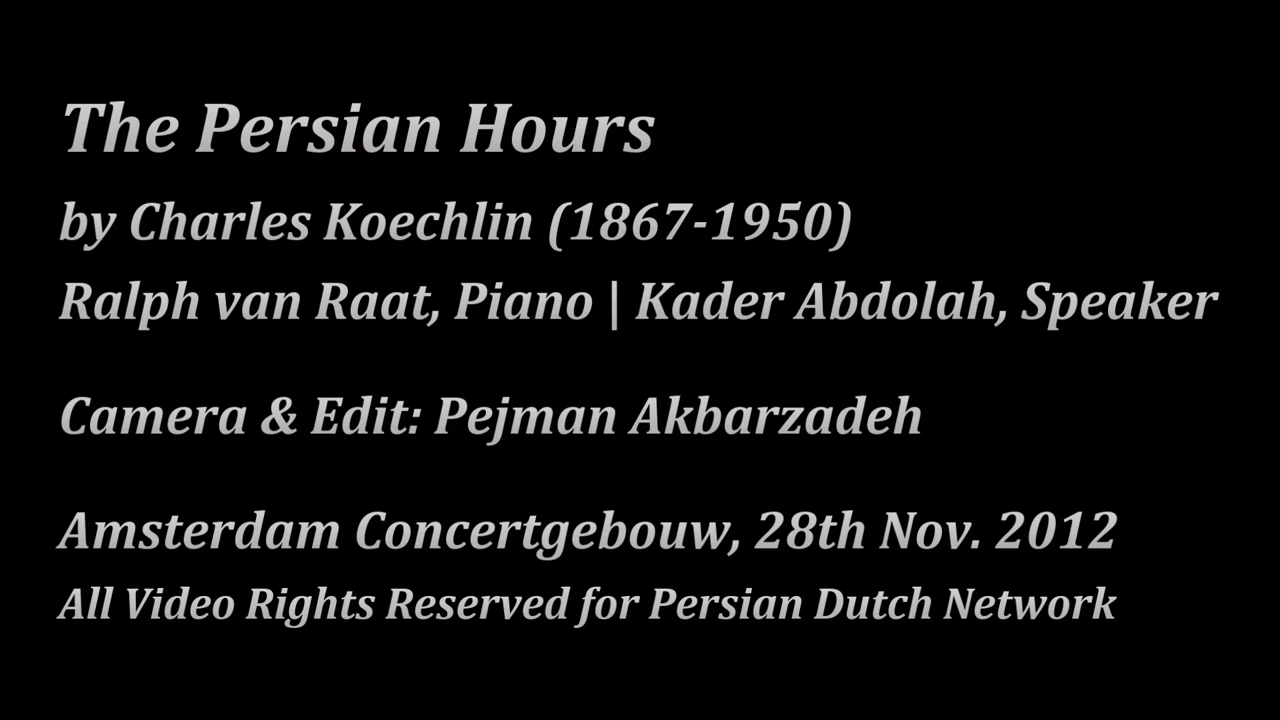 The Persian Hours
by Charles Koechlin (1867-1950)
Ralph van Raat, Piano | Kader Abdolah, Speaker
Camera & Edit: Pejman Akbarzadeh
Amsterdam Concertgebouw, 28th Nov. 2012
All Video Rights Reserved for Persian Dutch Network